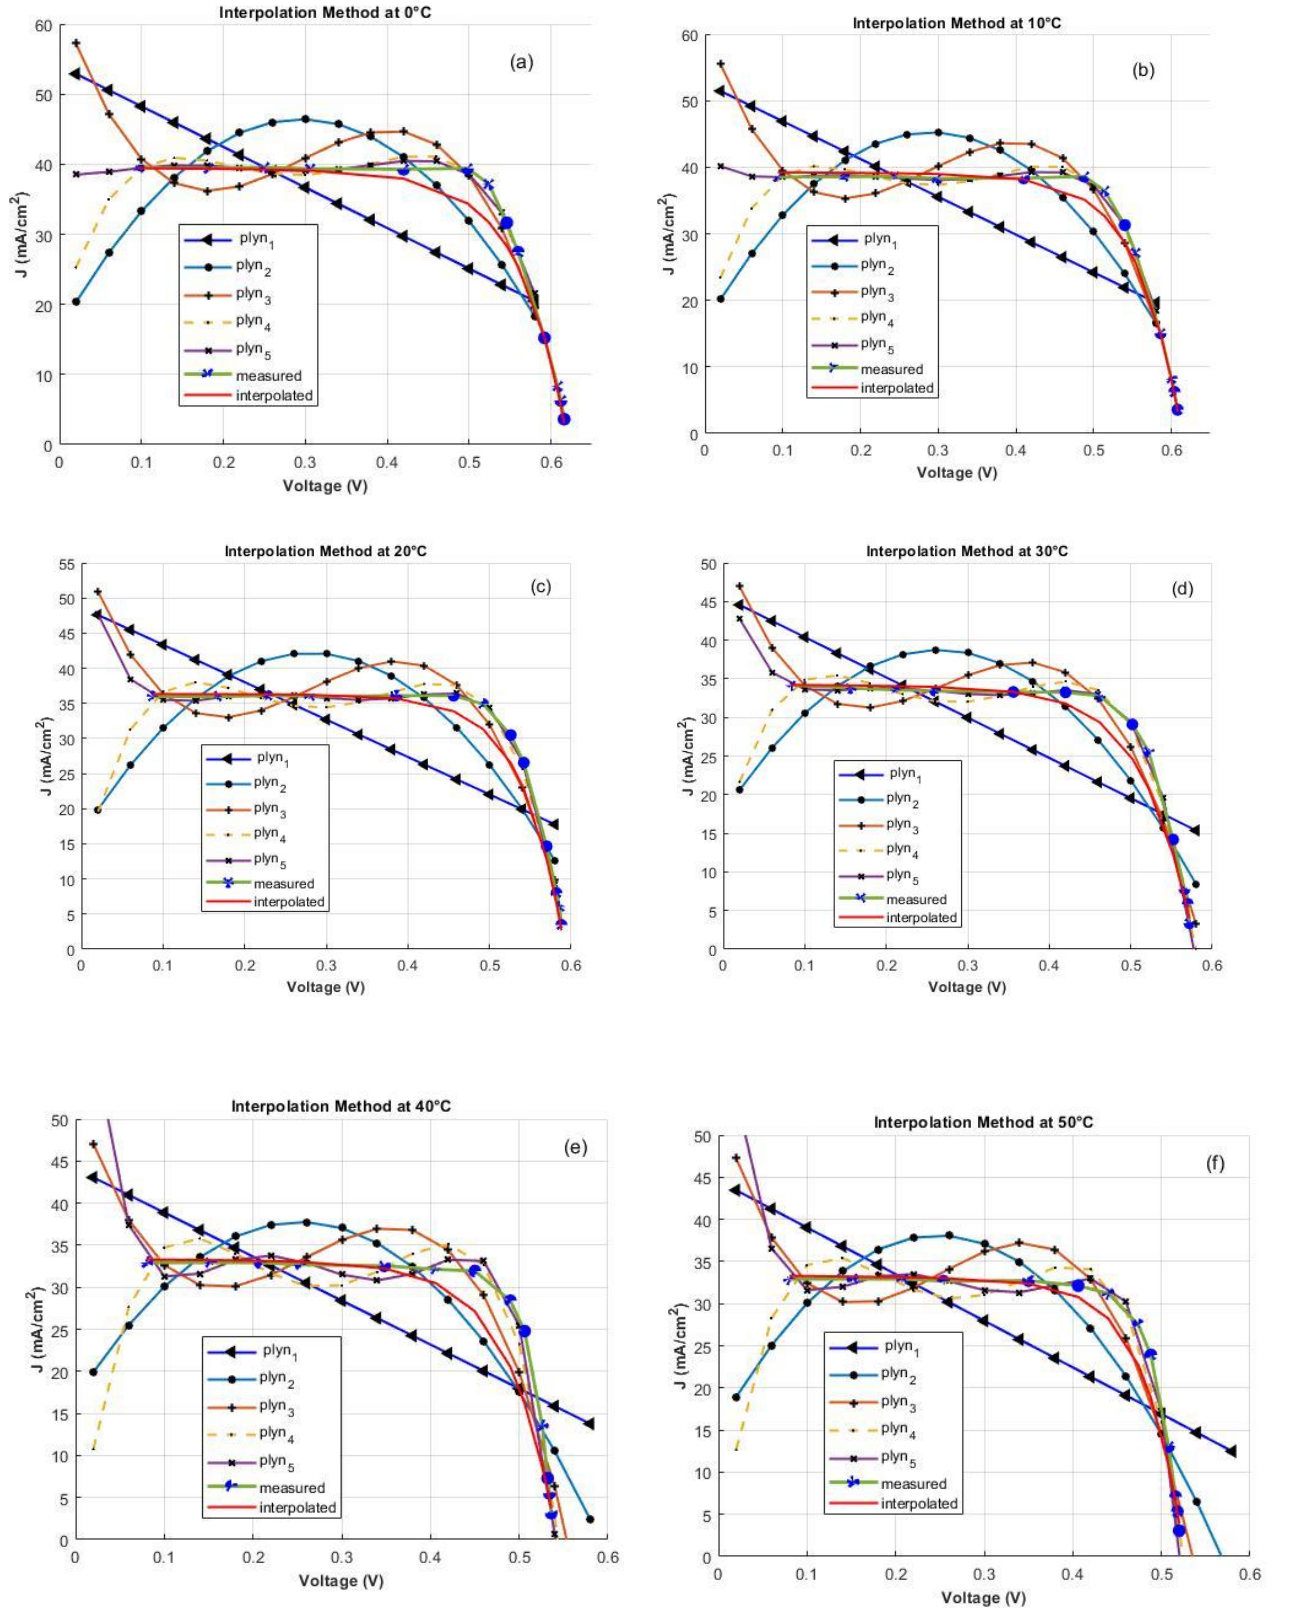 Interpolation Method at 0°C
(a)
J (mA/cm²)
60
50
40
30
20
10
0
plyn₁
plyn₂
plyn₃
plyn₄
plyn₅
measured
interpolated
0 0.1 0.2 0.3 0.4 0.5 0.6
Voltage (V)
Interpolation Method at 10°C
(b)
J (mA/cm²)
60
50
40
30
20
10
0
plyn₁
plyn₂
plyn₃
plyn₄
plyn₅
measured
interpolated
0 0.1 0.2 0.3 0.4 0.5 0.6
Voltage (V)
Interpolation Method at 20°C
(c)
J (mA/cm²)
55
50
45
40
35
30
25
20
15
10
5
0
plyn₁
plyn₂
plyn₃
plyn₄
plyn₅
measured
interpolated
0 0.1 0.2 0.3 0.4 0.5 0.6
Voltage (V)
Interpolation Method at 30°C
(d)
J (mA/cm²)
50
45
40
35
30
25
20
15
10
5
0
plyn₁
plyn₂
plyn₃
plyn₄
plyn₅
measured
interpolated
0 0.1 0.2 0.3 0.4 0.5 0.6
Voltage (V)
Interpolation Method at 40°C
(e)
J (mA/cm²)
50
45
40
35
30
25
20
15
10
5
0
plyn₁
plyn₂
plyn₃
plyn₄
plyn₅
measured
interpolated
0 0.1 0.2 0.3 0.4 0.5 0.6
Voltage (V)
Interpolation Method at 50°C
(f)
J (mA/cm²)
50
45
40
35
30
25
20
15
10
5
0
plyn₁
plyn₂
plyn₃
plyn₄
plyn₅
measured
interpolated
0 0.1 0.2 0.3 0.4 0.5 0.6
Voltage (V)